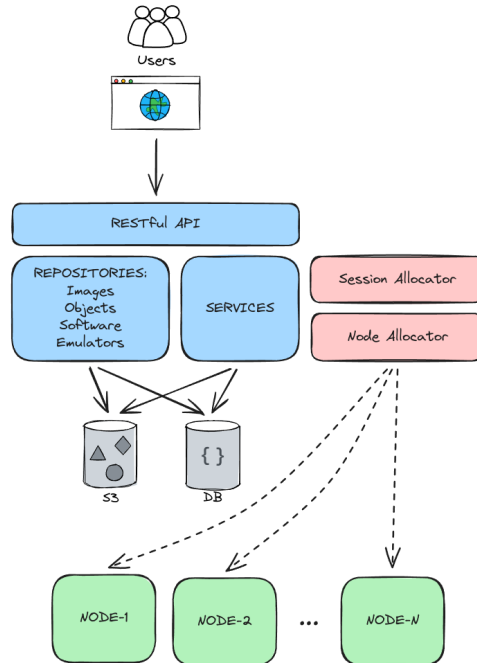 Users
RESTful API
REPOSITORIES:
Images
Objects
Software
Emulators
SERVICES
Session Allocator
Node Allocator
{ }
S3
DB
NODE-1
NODE-2
...
NODE-N